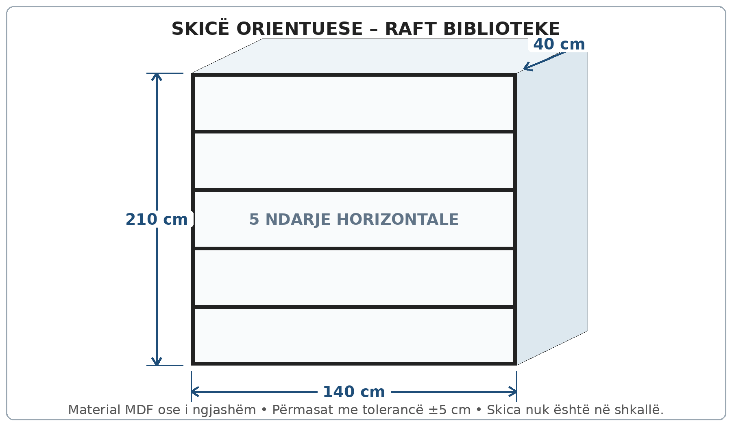 SKICË ORIENTUESE – RAFT BIBLIOTEKE
40 cm
210 cm
5 NDARJE HORIZONTALE
140 cm
Material MDF ose i ngjashëm • Përmasat me tolerancë ±5 cm • Skica nuk është në shkallë.